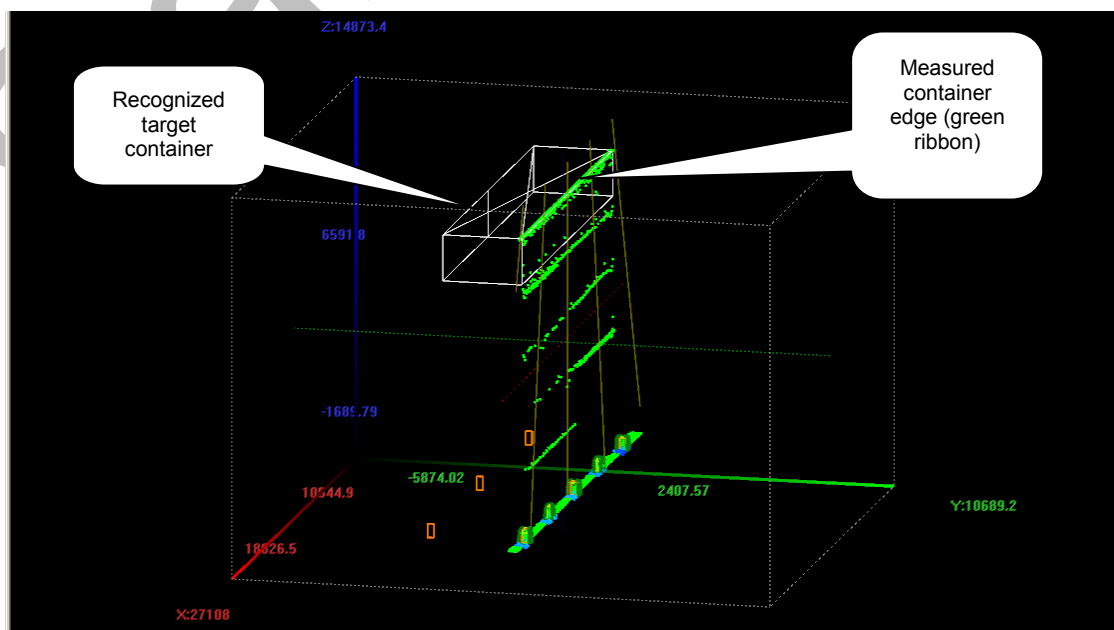 Z:14873.4
Recognized
target
container
Measured
container
edge (green
ribbon)
6591.8
-1689.79
-5874.02
10544.9
2407.57
Y:10689.2
18826.5
X:27108